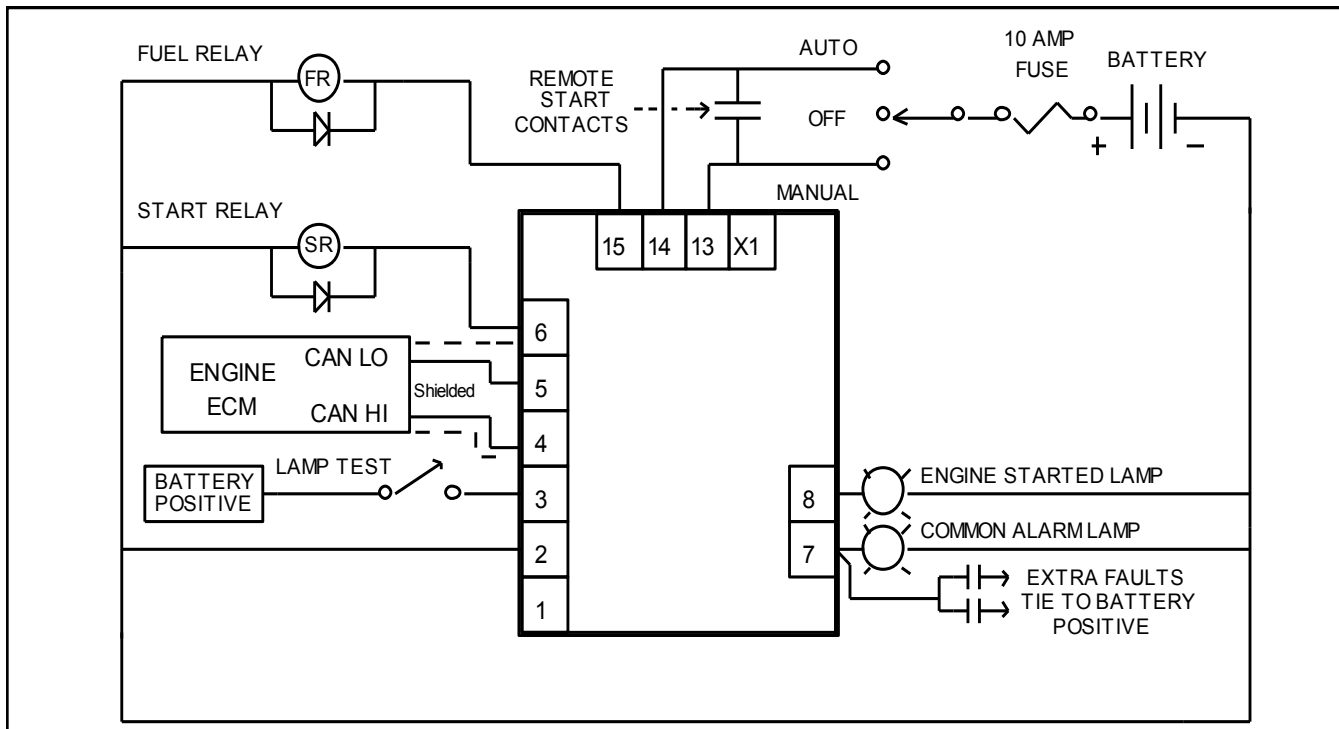 FUEL RELAY
FR
AUTO
10 AMP
FUSE
BATTERY
REMOTE
START
CONTACTS
OFF
+
−
MANUAL
START RELAY
SR
15
14
13
X1
6
ENGINE
ECM
CAN LO
CAN HI
Shielded
5
4
BATTERY
POSITIVE
LAMP TEST
3
2
1
8
ENGINE STARTED LAMP
7
COMMON ALARM LAMP
EXTRA FAULTS
TIE TO BATTERY
POSITIVE